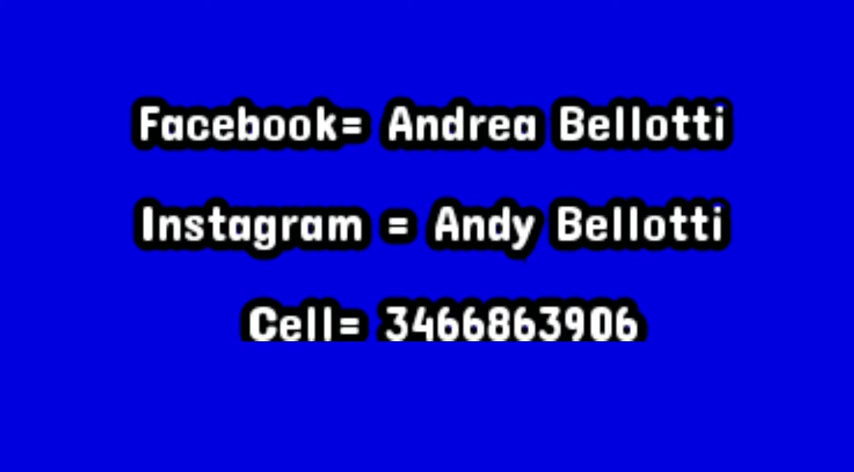 Facebook= Andrea Bellotti
Instagram = Andy Bellotti
Cell= 3466863906